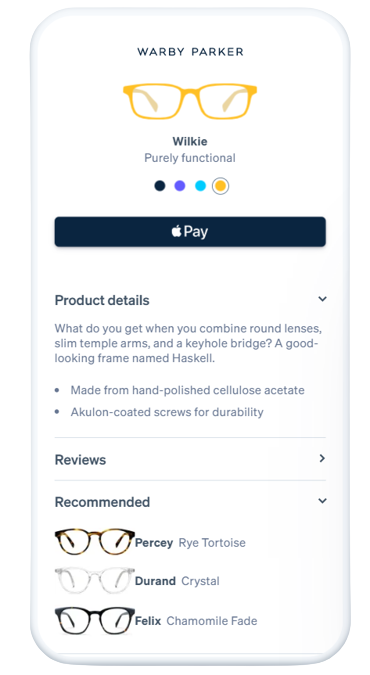 WARBY PARKER
Wilkie
Purely functional
Pay
Product details
What do you get when you combine round lenses,
slim temple arms, and a keyhole bridge? A good-
looking frame named Haskell.
• Made from hand-polished cellulose acetate
• Akulon-coated screws for durability
Reviews
Recommended
Percey Rye Tortoise
Durand Crystal
Felix Chamomile Fade